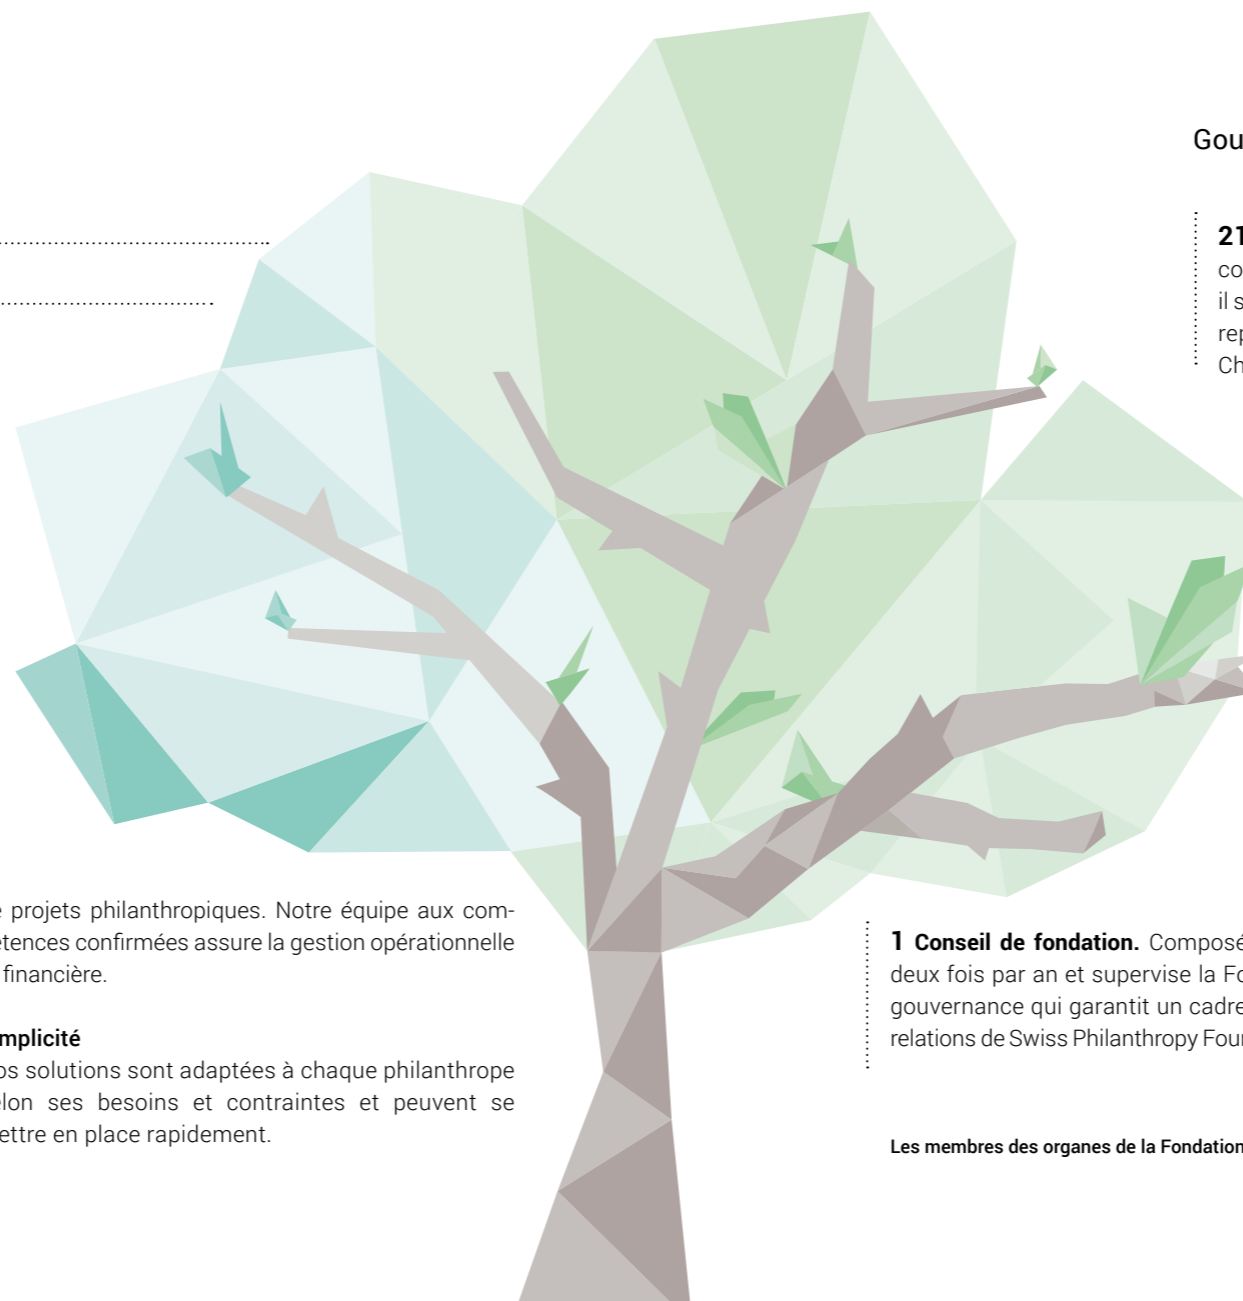 e projets philanthropiques. Notre équipe aux com-
étences confirmées assure la gestion opérationnelle
financière.
mplicité
os solutions sont adaptées à chaque philanthrope
elon ses besoins et contraintes et peuvent se
ettre en place rapidement.
Gou
21
co
il s
rep
Ch
1 Conseil de fondation. Composé
deux fois par an et supervise la Fo
gouvernance qui garantit un cadre
relations de Swiss Philanthropy Four
Les membres des organes de la Fondation